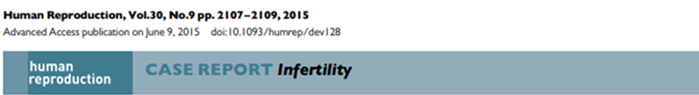 Human Reproduction, Vol.30, No.9 pp. 2107–2109, 2015
Advanced Access publication on June 9, 2015 doi:10.1093/humrep/dev128
human
reproduction
CASE REPORT Infertility